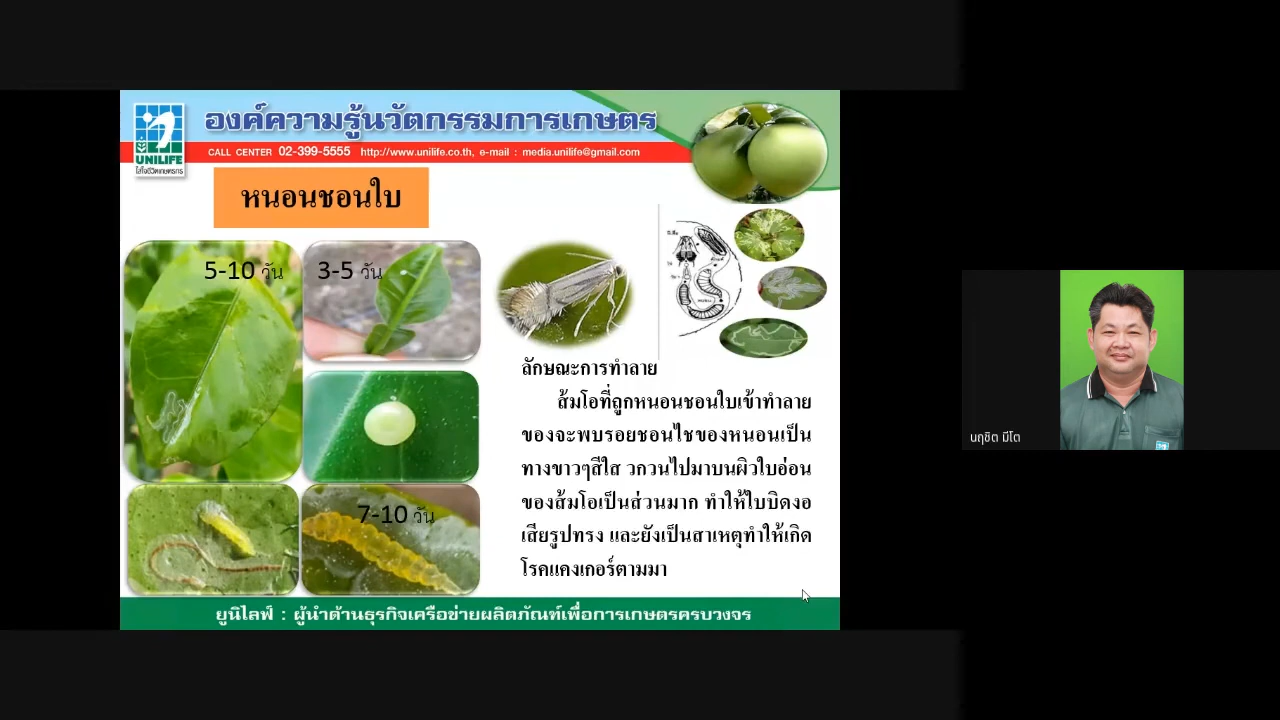 องค์ความรู้นวัตกรรมการเกษตร
UNILIFE
ใส่ใจชีวิตเกษตรกร
CALL CENTER 02-399-5555 http://www.unilife.co.th, e-mail : media.unilife@gmail.com
หนอนชอนใบ
5-10 วัน
3-5 วัน
7-10 วัน
ลักษณะการทำลาย
ส้มโอที่ถูกหนอนชอนใบเข้าทำลาย
ของจะพบรอยชอนไชของหนอนเป็น
ทางขาวๆสีใส วกวนไปมาบนผิวใบอ่อน
ของส้มโอเป็นส่วนมาก ทำให้ใบบิดงอ
เสียรูปทรง และยังเป็นสาเหตุทำให้เกิด
โรคแคงเกอร์ตามมา
ยูนิไลฟ์ : ผู้นำด้านธุรกิจเครือข่ายผลิตภัณฑ์เพื่อการเกษตรครบวงจร
นฤชิต มีโต